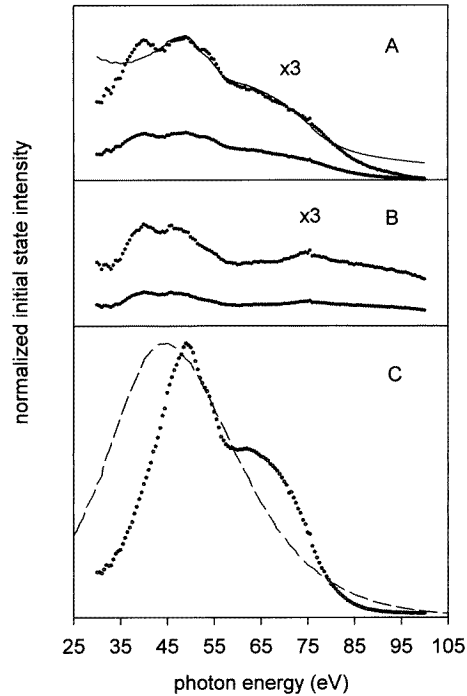 A
x3
x3
B
C
normalized initial state intensity
25 35 45 55 65 75 85 95 105
photon energy (eV)